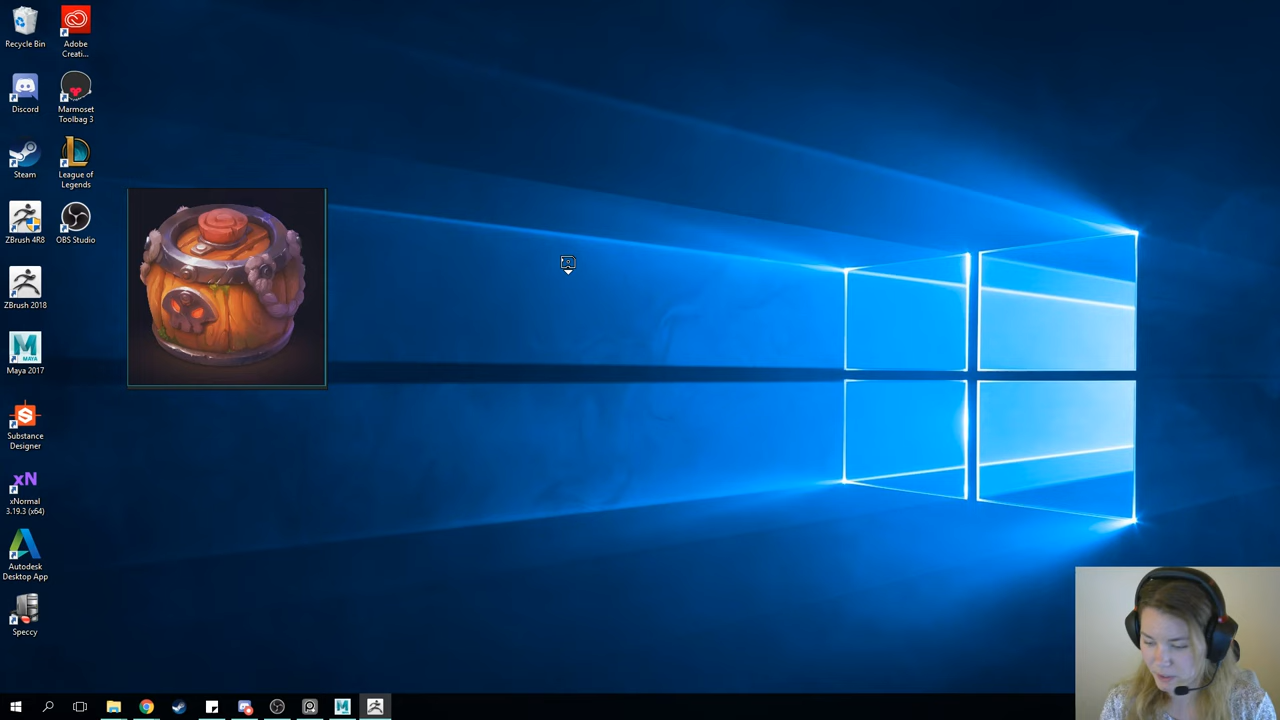 Recycle Bin
Adobe
Creati...
Discord
Marmoset
Toolbag 3
Steam
League of
Legends
ZBrush 4R8
OBS Studio
ZBrush 2018
Maya 2017
Substance
Designer
xN
xNormal
3.19.3 (x64)
Autodesk
Desktop App
Speccy